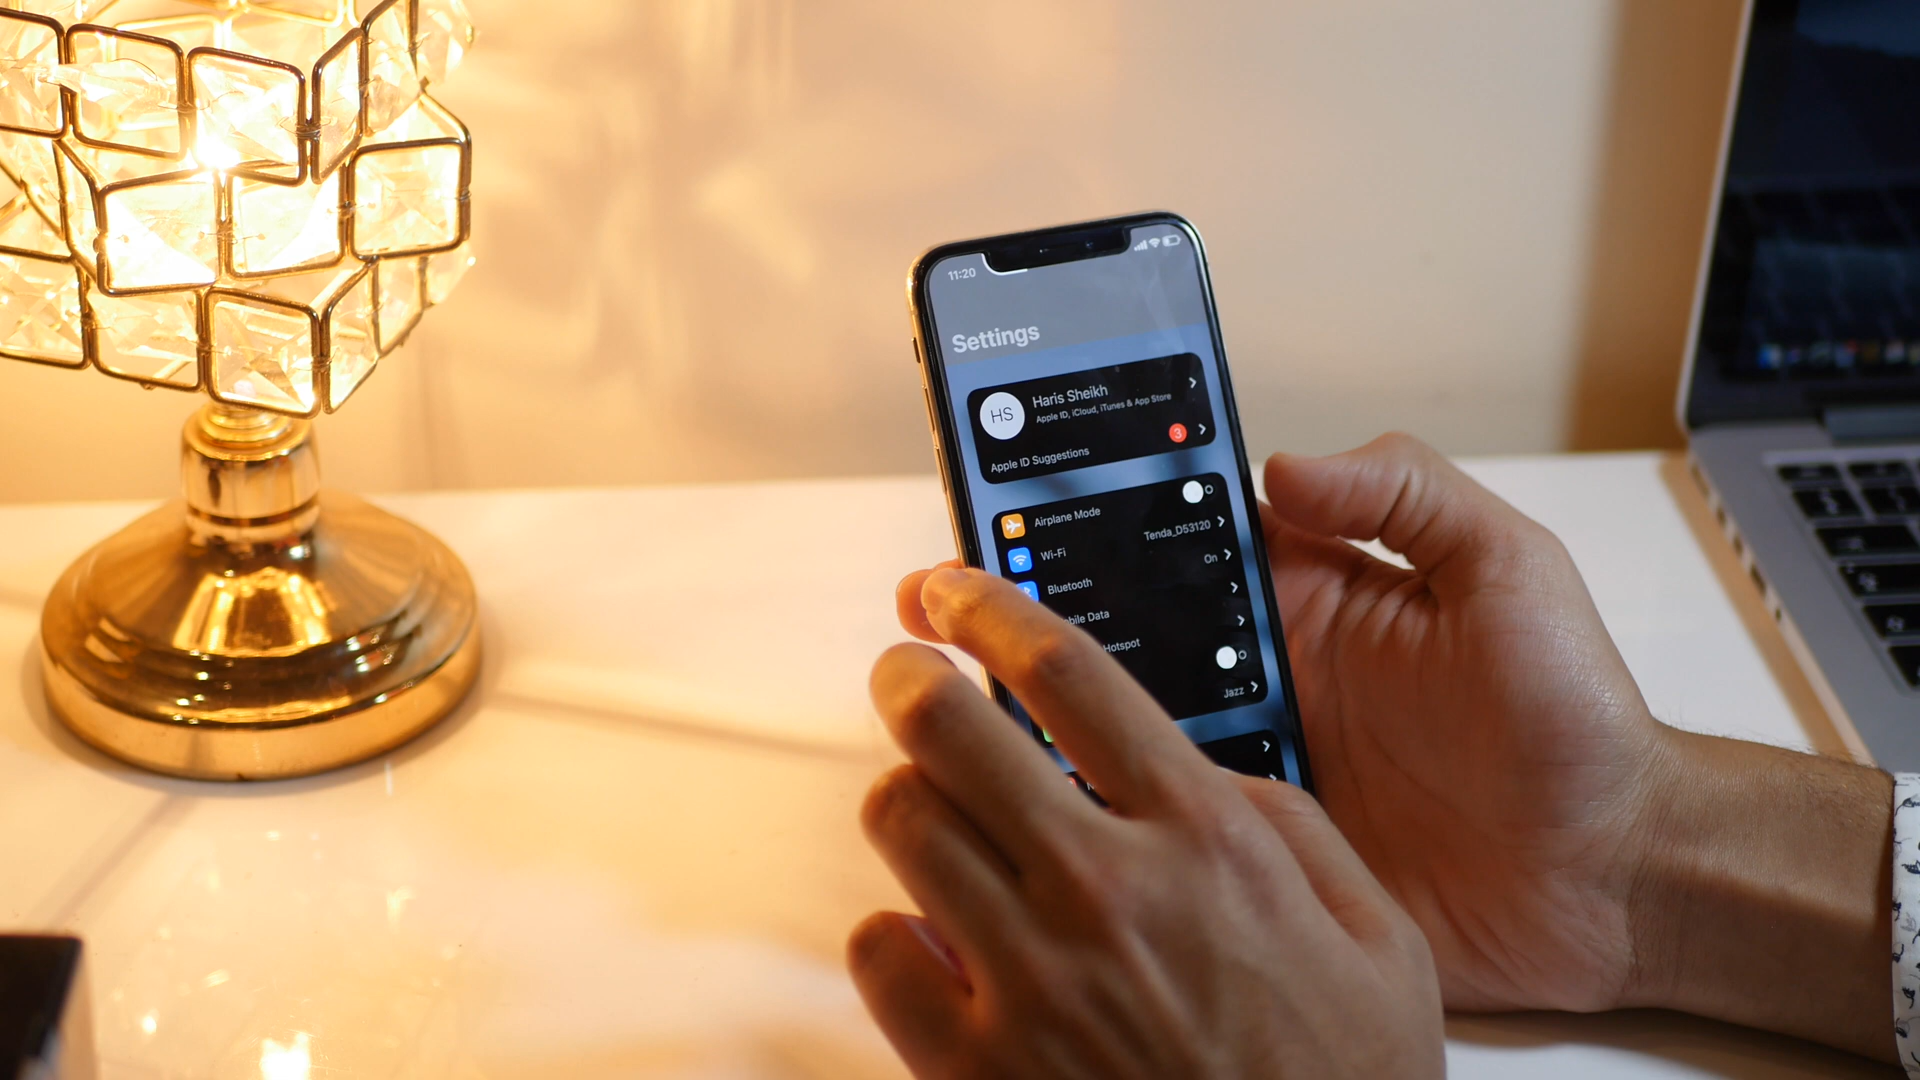 11:20
Settings
HS
Haris Sheikh
Apple ID, iCloud, iTunes & App Store
Apple ID Suggestions
3
Airplane Mode
Wi-Fi
Tenda_D53120
Bluetooth
On
bile Data
Hotspot
Jazz